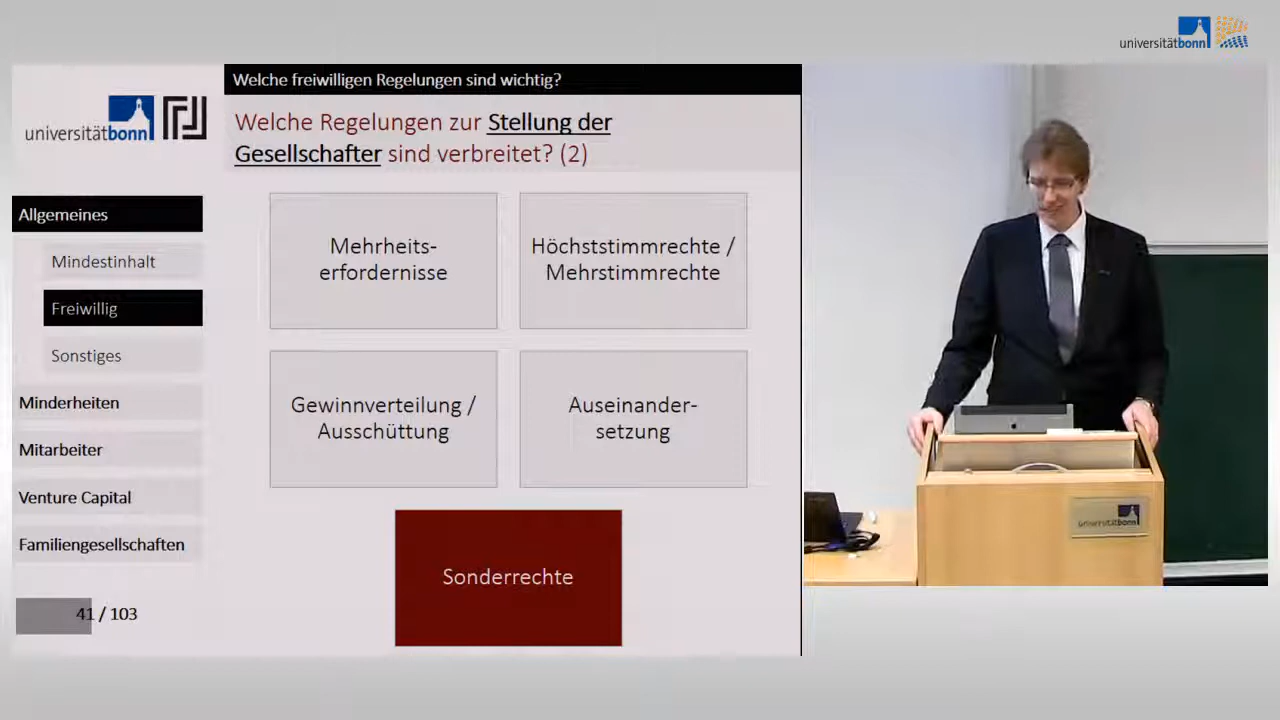 universitätbonn
Welche freiwilligen Regelungen sind wichtig?
universitätbonn
Welche Regelungen zur Stellung der
Gesellschafter sind verbreitet? (2)
Allgemeines
Mindestinhalt
Freiwillig
Sonstiges
Minderheiten
Mitarbeiter
Venture Capital
Familiengesellschaften
41 / 103
Mehrheits-
erfordernisse
Höchststimmrechte /
Mehrstimmrechte
Gewinnverteilung /
Ausschüttung
Auseinander-
setzung
Sonderrechte
universitätbonn